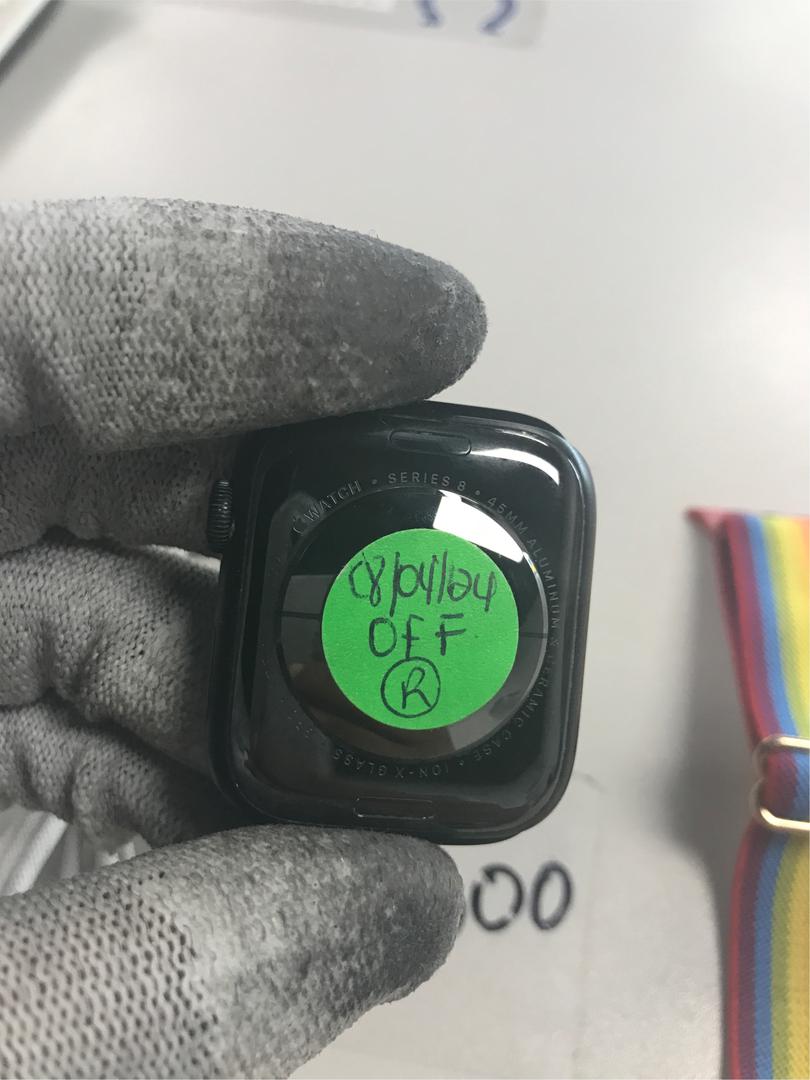 WATCH • SERIES 8 • 45MM ALUMINUM & CERAMIC CASE • ION-X GLASS
08/04/24
OFF
R
00